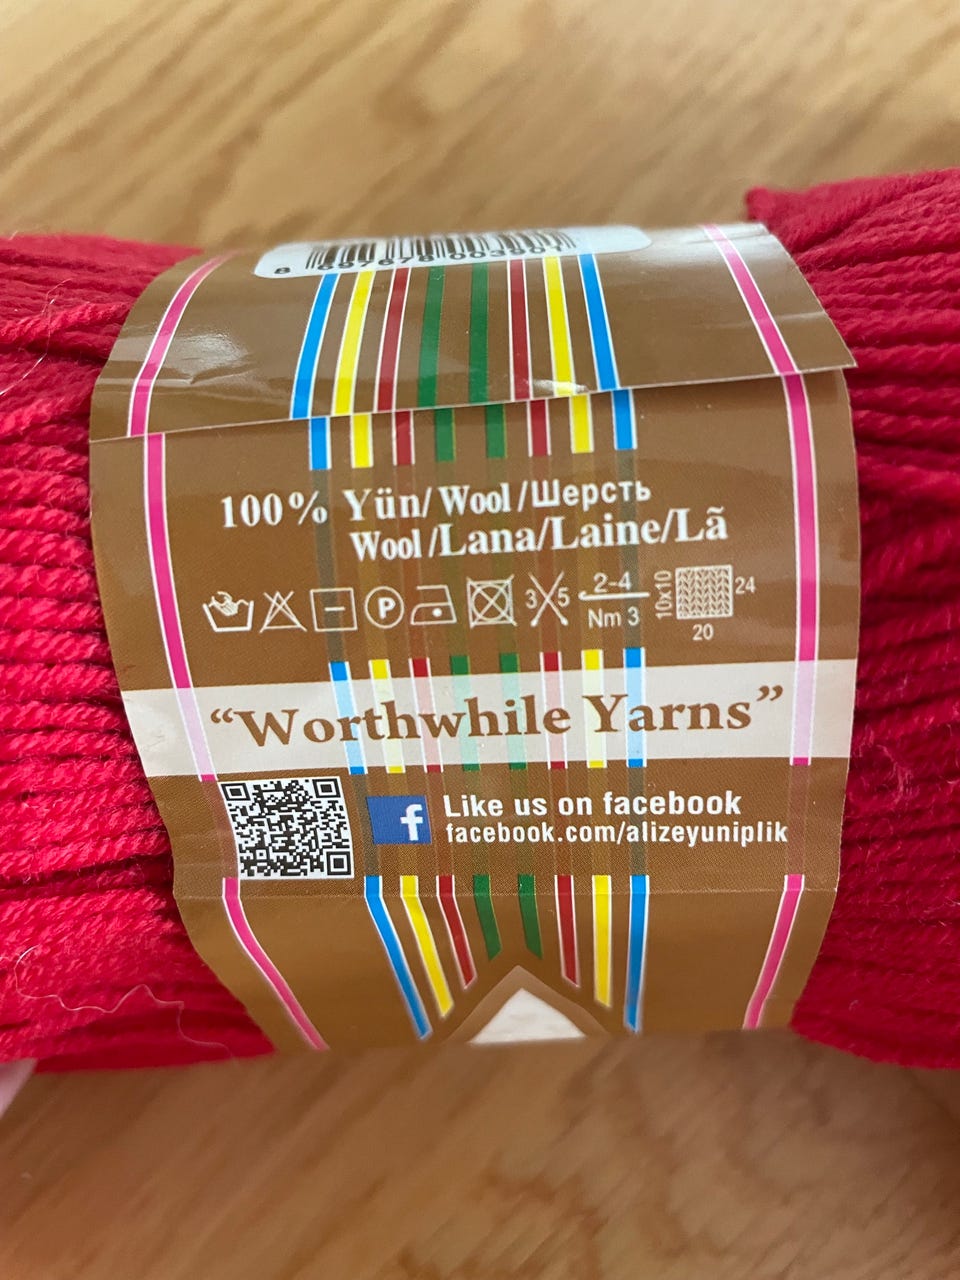 100% Yün/Wool/Шерсть
Wool/Lana/Laine/Lã
P
3 5
2-4
Nm 3
10x10
24
20
“Worthwhile Yarns”
f
Like us on facebook
facebook.com/alizeyuniplik